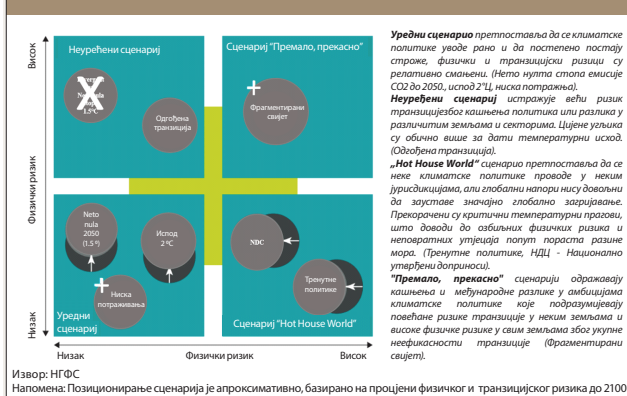 Висок
Физички ризик
Низак
Неурећени сценариј
1.5°C
Одгођена
транзиција
Сценариј "Премало, прекасно"
Фрагментирани
свијет
Neto
nula
2050
(1.5 º)
Испод
2 ºC
Ниска
потраживања
Уредни
сценариј
NDC
Тренутне
политике
Сценариј "Hot House World"
Низак
Физички ризик
Висок
Уредни сценарио претпоставља да се климатске
политике уводе рано и да постепено постају
строже, физички и транзицијски ризици су
релативно смањени. (Нето нулта стопа емисије
CO2 до 2050., испод 2°Ц, ниска потражња).
Неурећени сценариј истражује већи ризик
транзицијезбог кашњења политика или разлика у
различитим земљама и секторима. Цијене угљика
су обично више за дати температурни исход.
(Одгођена транзиција).
„Hot House World" сценарио претпоставља да се
неке климатске политике проводе у неким
јурисдикцијама, али глобални напори нису довољни
да зауставе значајно глобално загријавање.
Прекорачени су критични температурни прагови,
што доводи до озбиљних физичких ризика и
неповратних утјецаја попут пораста разине
мора. (Тренутне политике, НДЦ - Национално
утврђени доприноси).
"Премало, прекасно" сценарији одражавају
кашњења и међународне разлике у амбицијама
климатске политике које подразумијевају
повећане ризике транзиције у неким земљама и
високе физичке ризике у свим земљама због укупне
неефикасности транзиције (Фрагментирани
свијет).
Извор: НГФС
Напомена: Позиционирање сценарија је апроксимативно, базирано на процјени физичког и транзицијског ризика до 2100